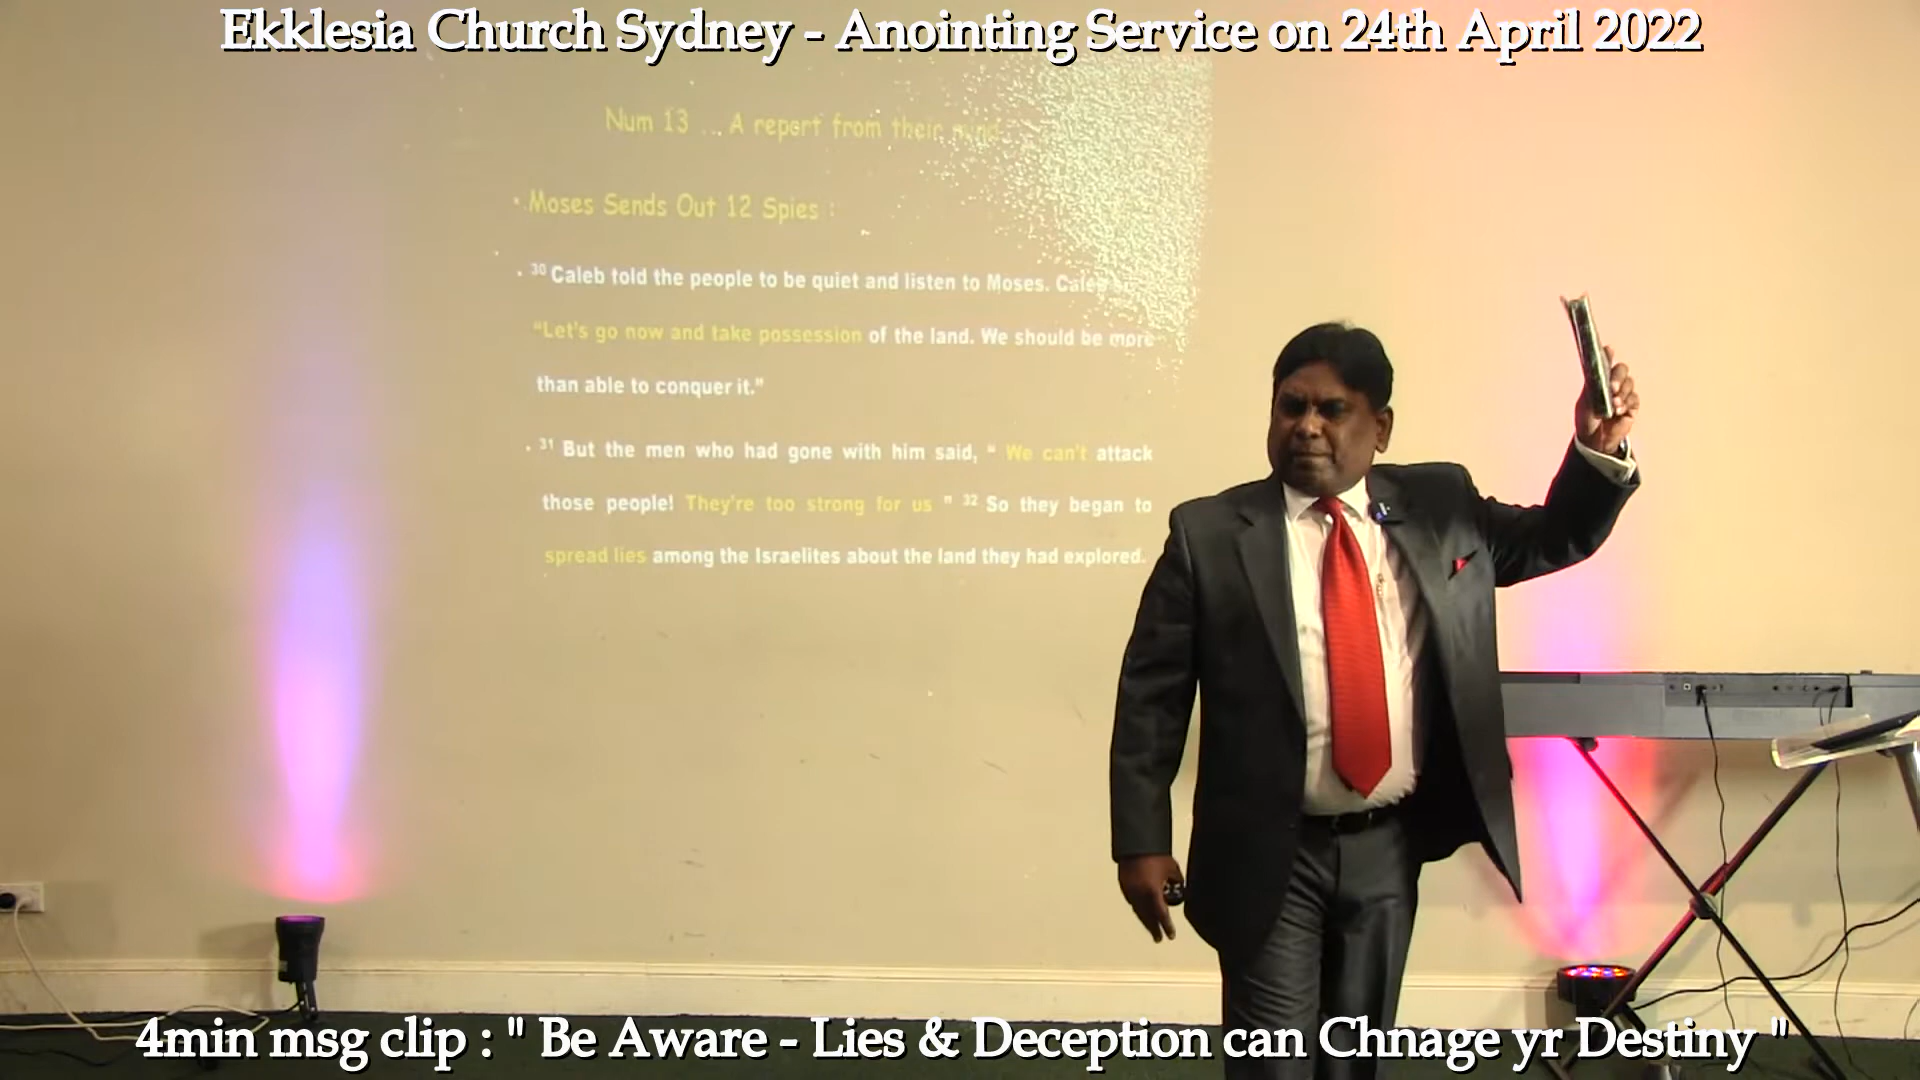 Ekklesia Church Sydney - Anointing Service on 24th April 2022
Num 13 ... A report from their mind
• Moses Sends Out 12 Spies :
• 30 Caleb told the people to be quiet and listen to Moses. Caleb
“Let's go now and take possession of the land. We should be more
than able to conquer it.”
• 31 But the men who had gone with him said, “ We can't attack
those people! They're too strong for us ” 32 So they began to
spread lies among the Israelites about the land they had explored.
4min msg clip : " Be Aware - Lies & Deception can Chnage yr Destiny "